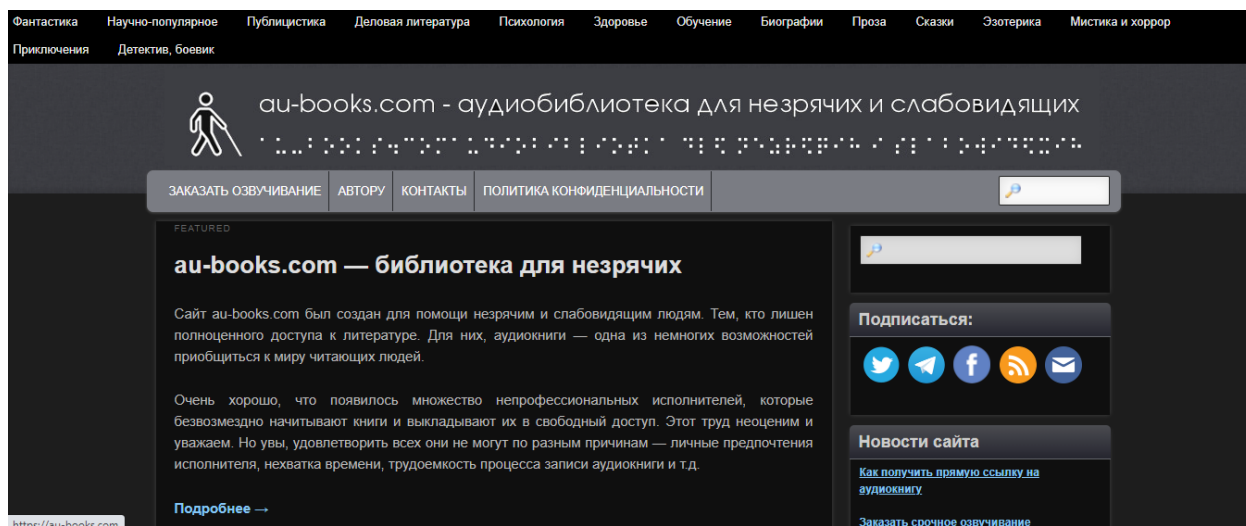 Фантастика Научно-популярное Публицистика Деловая литература Психология Здоровье Обучение Биографии Проза Сказки Эзотерика Мистика и хоррор
Приключения Детектив, боевик
au-books.com - аудиобиблиотека для незрячих и слабовидящих
ЗАКАЗАТЬ ОЗВУЧИВАНИЕ АВТОРУ КОНТАКТЫ ПОЛИТИКА КОНФИДЕНЦИАЛЬНОСТИ
FEATURED
au-books.com — библиотека для незрячих
Сайт au-books.com был создан для помощи незрячим и слабовидящим людям. Тем, кто лишен
полноценного доступа к литературе. Для них, аудиокниги — одна из немногих возможностей
приобщиться к миру читающих людей.
Очень хорошо, что появилось множество непрофессиональных исполнителей, которые
безвозмездно начитывают книги и выкладывают их в свободный доступ. Этот труд неоценим и
уважаем. Но увы, удовлетворить всех они не могут по разным причинам — личные предпочтения
исполнителя, нехватка времени, трудоемкость процесса записи аудиокниги и т.д.
Подробнее →
Подписаться:
Новости сайта
Как получить прямую ссылку на
аудиокнигу
Заказать срочное озвучивание
https://au-books.com